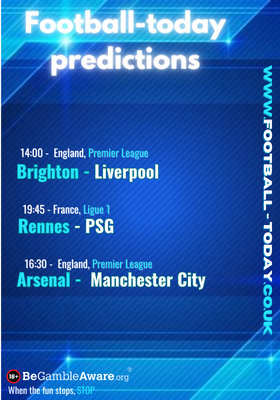 Football-today
predictions
WWW.FOOTBALL-TODAY.CO.UK
14:00 - England, Premier League
Brighton - Liverpool
19:45 - France, Ligue 1
Rennes - PSG
16:30 - England, Premier League
Arsenal - Manchester City
18+ BeGambleAware.org®
When the fun stops, STOP